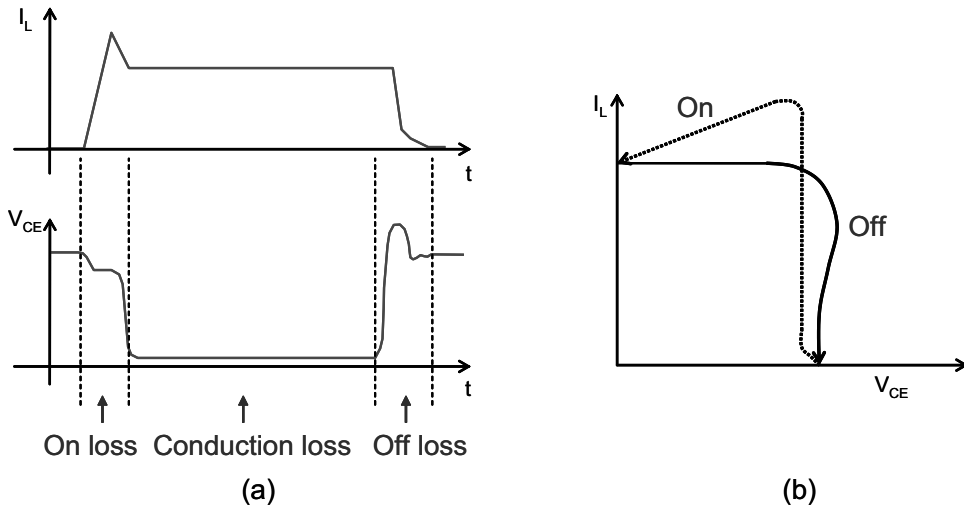 I_L
t
V_CE
t
On loss Conduction loss Off loss
(a)
I_L
On
Off
V_CE
(b)